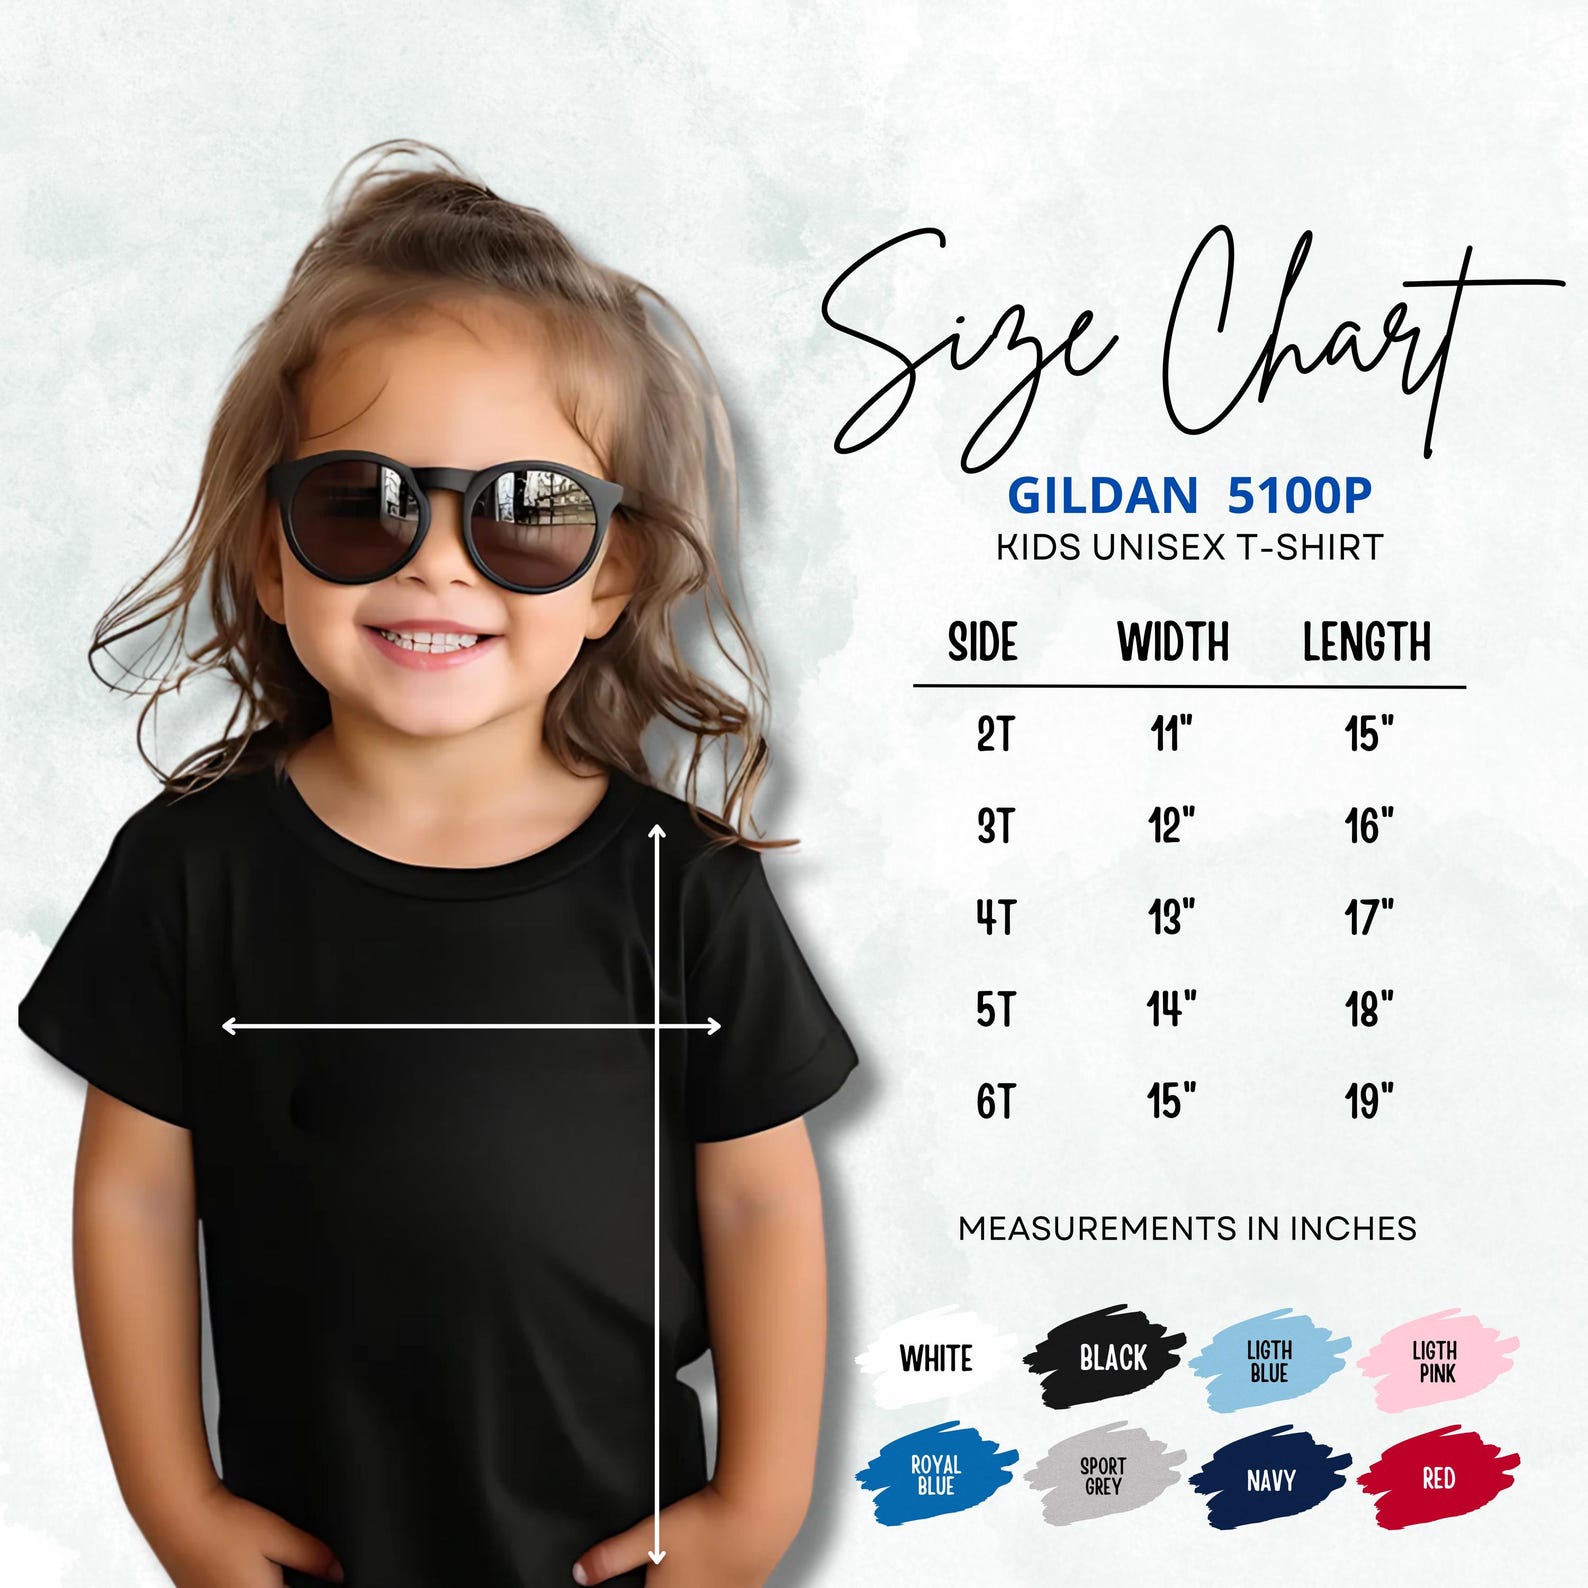 Size Chart
GILDAN 5100P
KIDS UNISEX T-SHIRT
SIDE WIDTH LENGTH
2T 11" 15"
3T 12" 16"
4T 13" 17"
5T 14" 18"
6T 15" 19"
MEASUREMENTS IN INCHES
WHITE
BLACK
LIGTH
BLUE
LIGTH
PINK
ROYAL
BLUE
SPORT
GREY
NAVY
RED